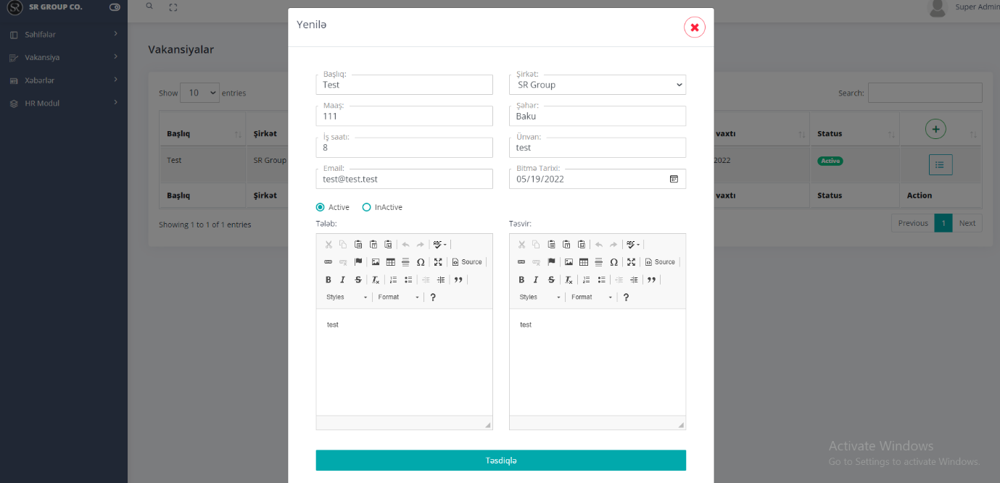 SR GROUP CO.
Super Admin
Səhifələr
Vakansiya
Xəbərlər
HR Modul
Vakansiyalar
Show 10 entries
Search:
Başlıq Şirkət vaxtı Status
Test SR Group 2022 Active
Başlıq Şirkət vaxtı Status Action
Showing 1 to 1 of 1 entries
Previous 1 Next
Yenilə
Başlıq: Şirkət:
Test SR Group
Maaş: Şəhər:
111 Baku
İş saatı: Ünvan:
8 test
Email: Bitmə Tarixi:
test@test.test 05/19/2022
Active InActive
Tələb: Təsvir:
Source Source
Styles Format ? Styles Format ?
test test
Təsdiqlə
Activate Windows
Go to Settings to activate Windows.